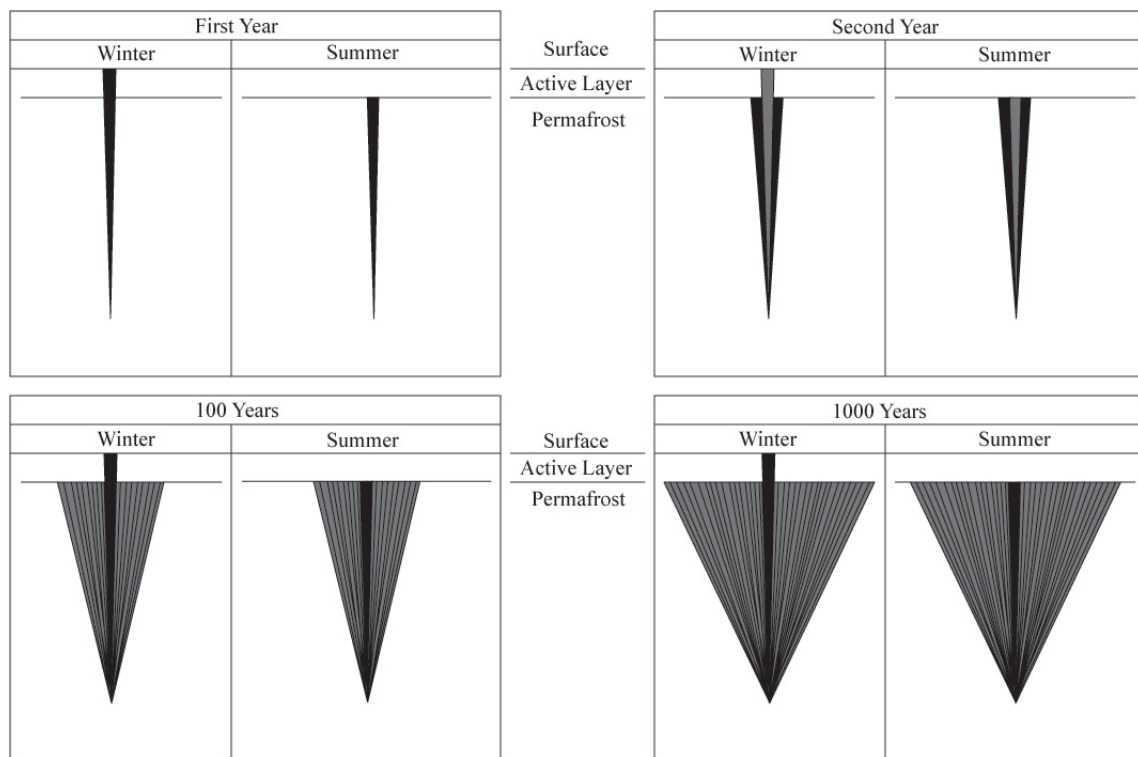 First Year
Winter
Summer
Surface
Active Layer
Permafrost
Second Year
Winter
Summer
100 Years
Winter
Summer
Surface
Active Layer
Permafrost
1000 Years
Winter
Summer